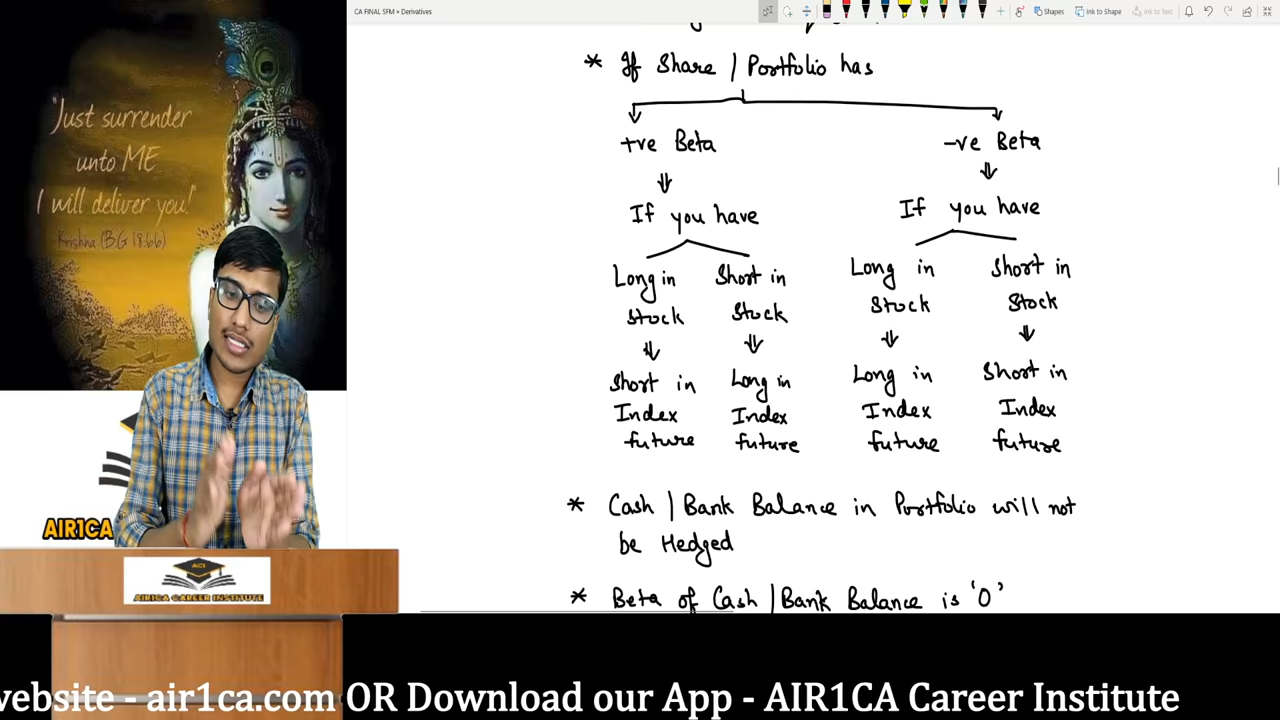 CA FINAL SFM » Derivatives
Shapes
Ink to Shape
Ink to Text
"Just surrender
unto ME
I will deliver you!"
Krishna (B.G 18:66)
* If Share | Portfolio has
+ve Beta
-ve Beta
If you have
If you have
Long in Stock
Short in Stock
Long in Stock
Short in Stock
Short in Index future
Long in Index future
Long in Index future
Short in Index future
* Cash | Bank Balance in Portfolio will not
be Hedged
* Beta of Cash | Bank Balance is 'O'
AIR1CA
ACI
AIR1CA CAREER INSTITUTE
website - air1ca.com OR Download our App - AIR1CA Career Institute